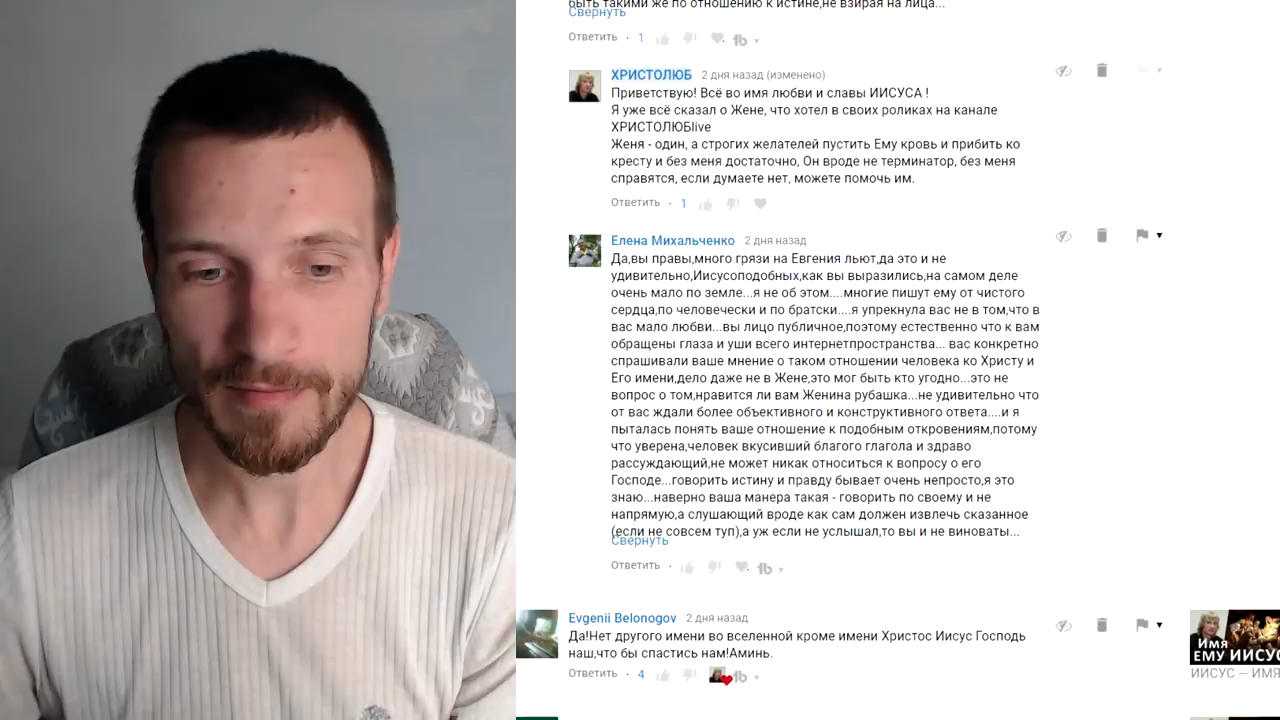 быть такими же по отношению к истине,не взирая на лица...
Свернуть
Ответить · 1
ХРИСТОЛЮБ 2 дня назад (изменено)
Приветствую! Всё во имя любви и славы ИИСУСА !
Я уже всё сказал о Жене, что хотел в своих роликах на канале
ХРИСТОЛЮБlive
Женя - один, а строгих желателей пустить Ему кровь и прибить ко
кресту и без меня достаточно, Он вроде не терминатор, без меня
справятся, если думаете нет, можете помочь им.
Ответить · 1
Елена Михальченко 2 дня назад
Да,вы правы,много грязи на Евгения льют,да это и не
удивительно,Иисусоподобных,как вы выразились,на самом деле
очень мало по земле...я не об этом....многие пишут ему от чистого
сердца,по человечески и по братски....я упрекнула вас не в том,что в
вас мало любви...вы лицо публичное,поэтому естественно что к вам
обращены глаза и уши всего интернетпространства... вас конкретно
спрашивали ваше мнение о таком отношении человека ко Христу и
Его имени,дело даже не в Жене,это мог быть кто угодно...это не
вопрос о том,нравится ли вам Женина рубашка...не удивительно что
от вас ждали более объективного и конструктивного ответа....и я
пыталась понять ваше отношение к подобным откровениям,потому
что уверена,человек вкусивший благого глагола и здраво
рассуждающий,не может никак относиться к вопросу о его
Господе...говорить истину и правду бывает очень непросто,я это
знаю...наверно ваша манера такая - говорить по своему и не
напрямую,а слушающий вроде как сам должен извлечь сказанное
(если не совсем туп),а уж если не услышал,то вы и не виноваты...
Свернуть
Ответить ·
Evgenii Belonogov 2 дня назад
Да!Нет другого имени во вселенной кроме имени Христос Иисус Господь
наш,что бы спастись нам!Аминь.
Ответить · 4
Имя
ЕМУ ИИСУС
ИИСУС — ИМЯ